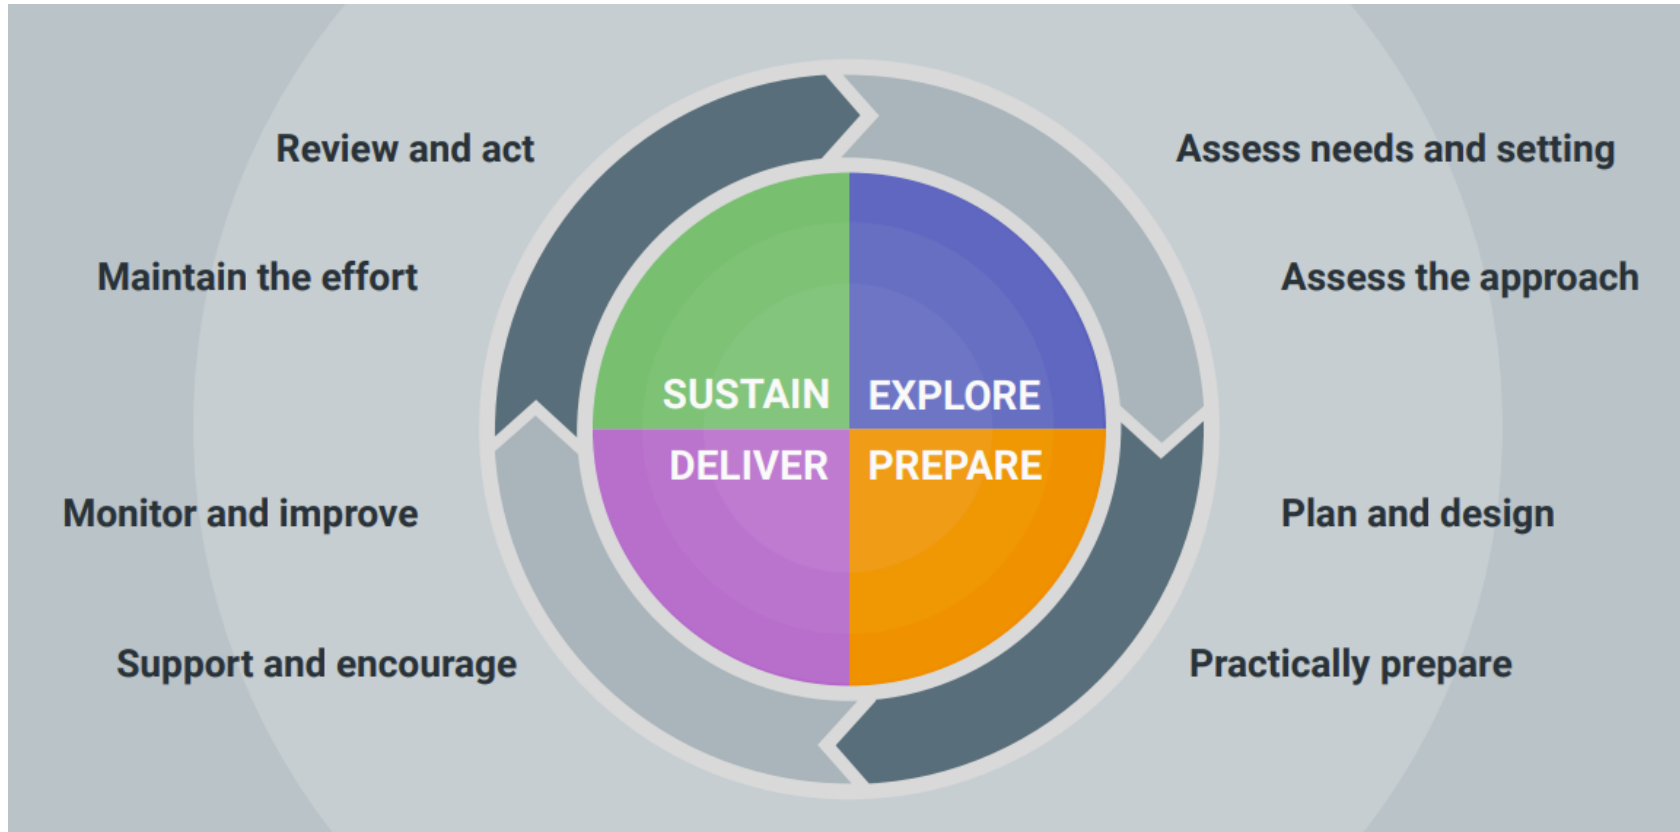 Review and act
Assess needs and setting
Maintain the effort
Assess the approach
SUSTAIN
EXPLORE
DELIVER
PREPARE
Monitor and improve
Plan and design
Support and encourage
Practically prepare